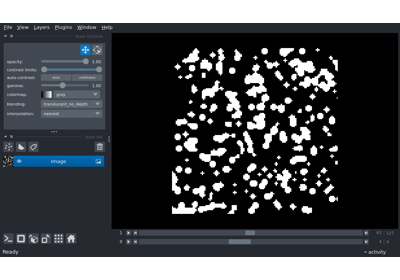 File View Layers Plugins Window Help
opacity: 1.00
contrast limits:
auto-contrast: once continuous
gamma: 1.00
colormap: gray
blending: translucent_no_depth
interpolation: nearest
Image
1
0
Ready
activity